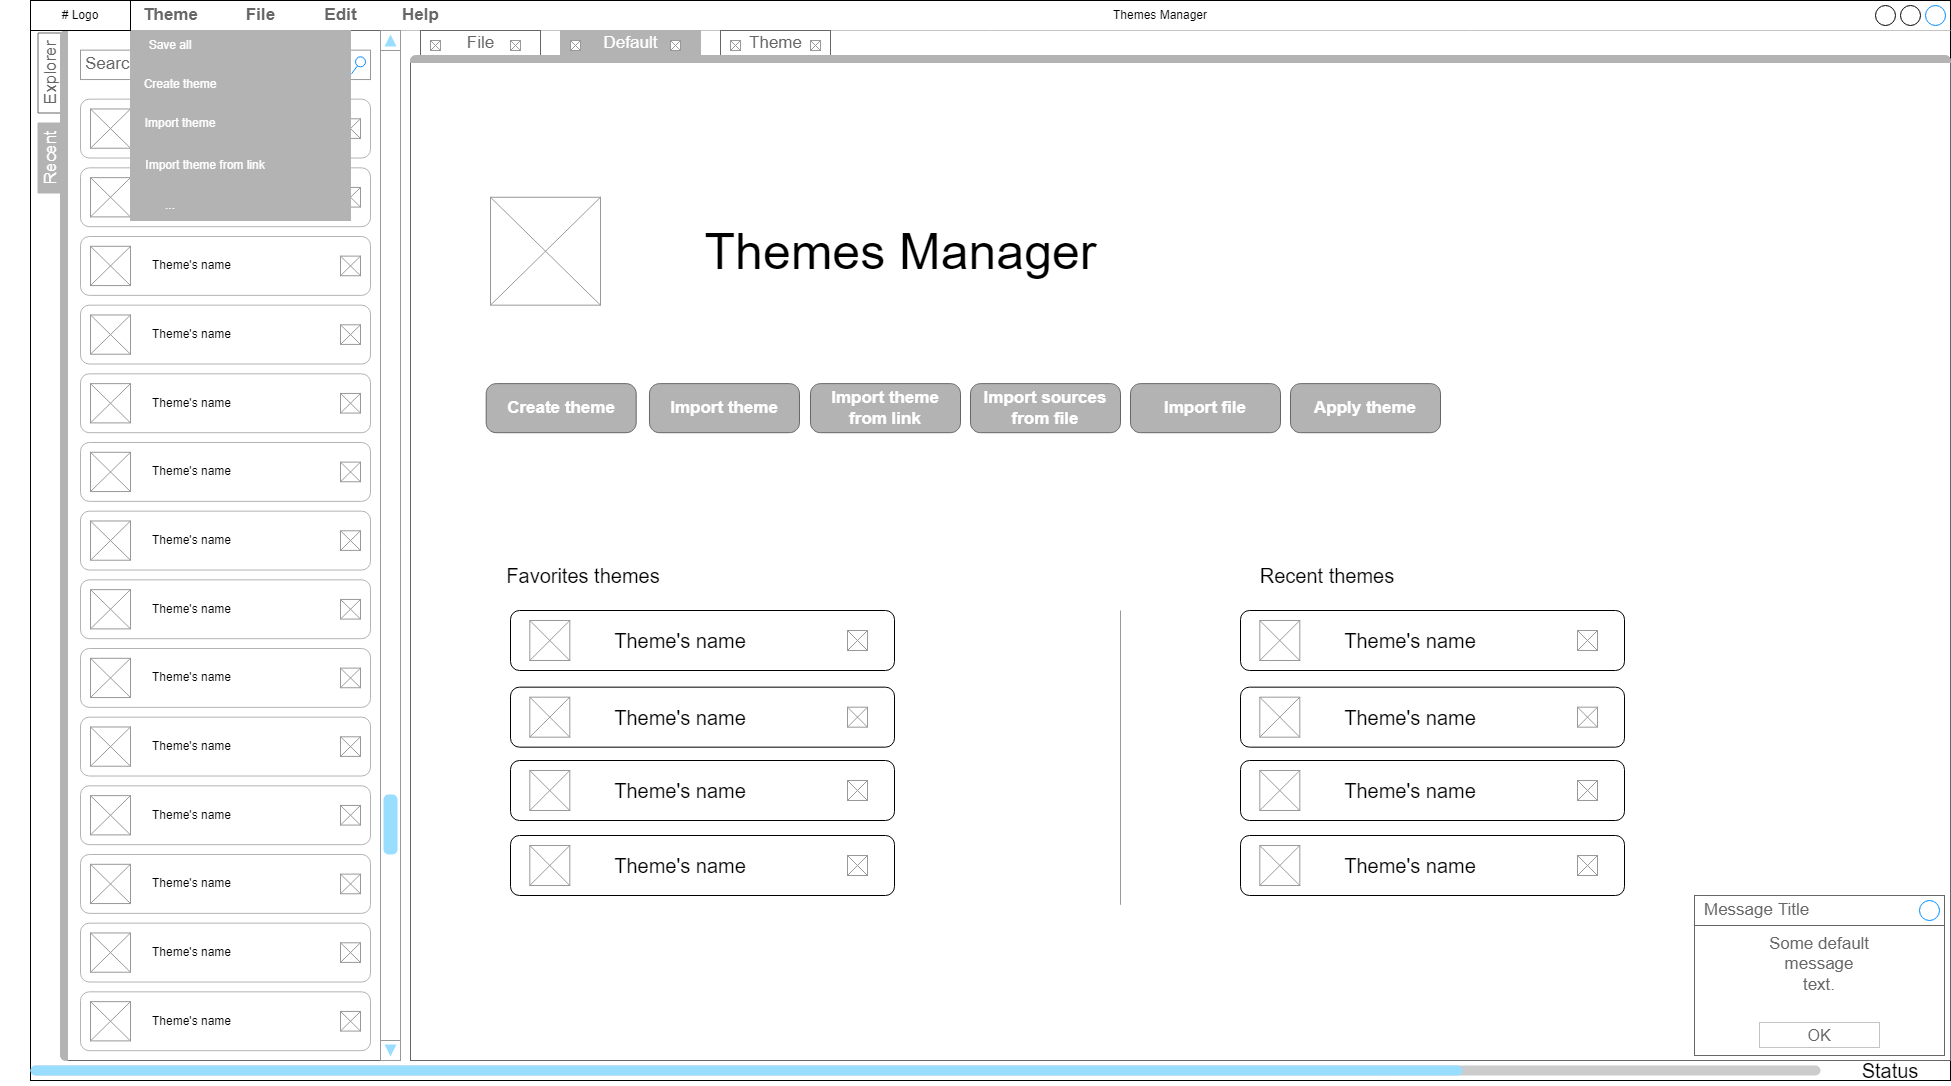 # Logo
Theme
File
Edit
Help
Themes Manager
Explorer
Recent
Save all
Create theme
Import theme
Import theme from link
...
Searc
File
Default
Theme
Theme's name
Theme's name
Theme's name
Theme's name
Theme's name
Theme's name
Theme's name
Theme's name
Theme's name
Theme's name
Theme's name
Theme's name
Themes Manager
Create theme
Import theme
Import theme
from link
Import sources
from file
Import file
Apply theme
Favorites themes
Theme's name
Theme's name
Theme's name
Theme's name
Recent themes
Theme's name
Theme's name
Theme's name
Theme's name
Message Title
Some default
message
text.
OK
Status